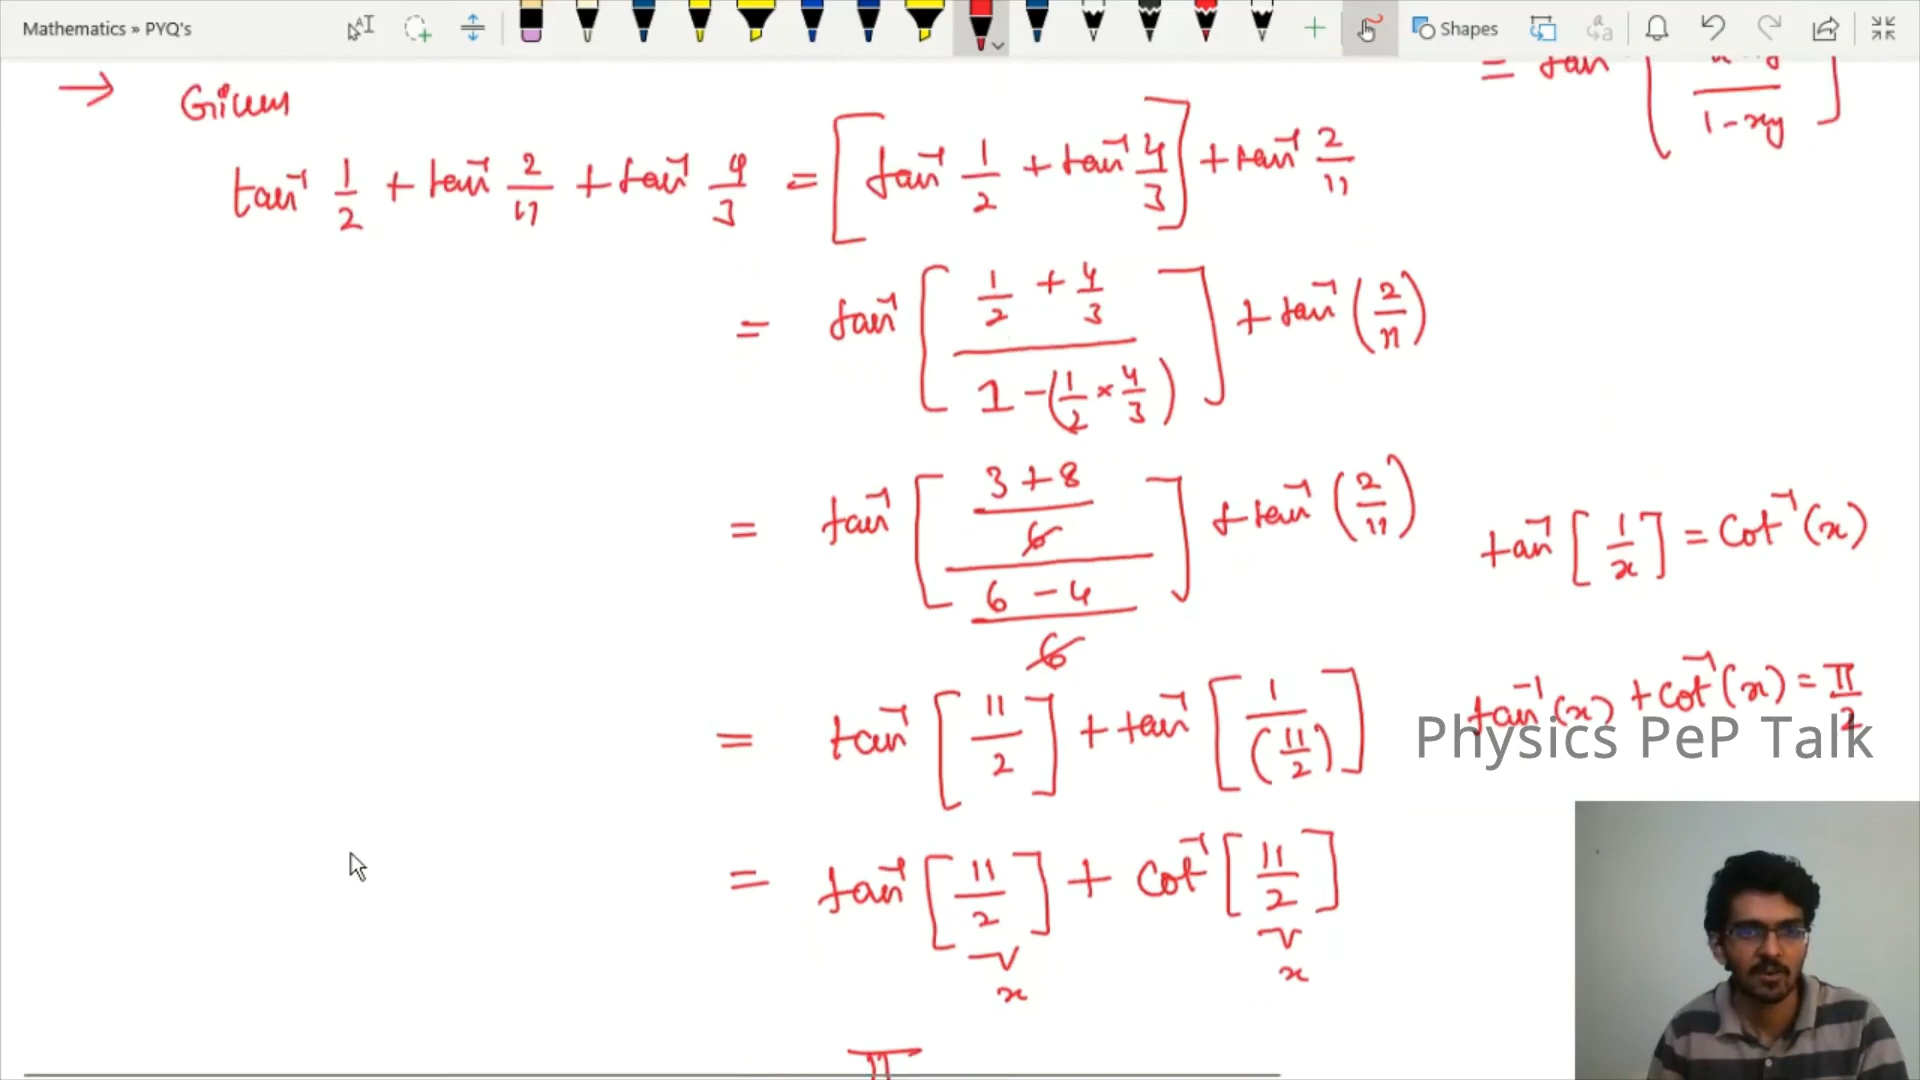 Mathematics » PYQ's
Shapes
= tan
1-xy
→ Given
tan⁻¹ 1/2 + tan⁻¹ 2/11 + tan⁻¹ 4/3 = [tan⁻¹ 1/2 + tan⁻¹ 4/3] + tan⁻¹ 2/11
= tan⁻¹ [(1/2 + 4/3)/(1-(1/2 × 4/3))] + tan⁻¹ (2/11)
= tan⁻¹ [((3+8)/6)/((6-4)/6)] + tan⁻¹ (2/11)
tan⁻¹ [1/x] = Cot⁻¹(x)
= tan⁻¹ [11/2] + tan⁻¹ [1/(11/2)]
tan⁻¹(x) + cot⁻¹(x) = π/2
Physics PeP Talk
= tan⁻¹ [11/2] + Cot⁻¹ [11/2]
x x
π